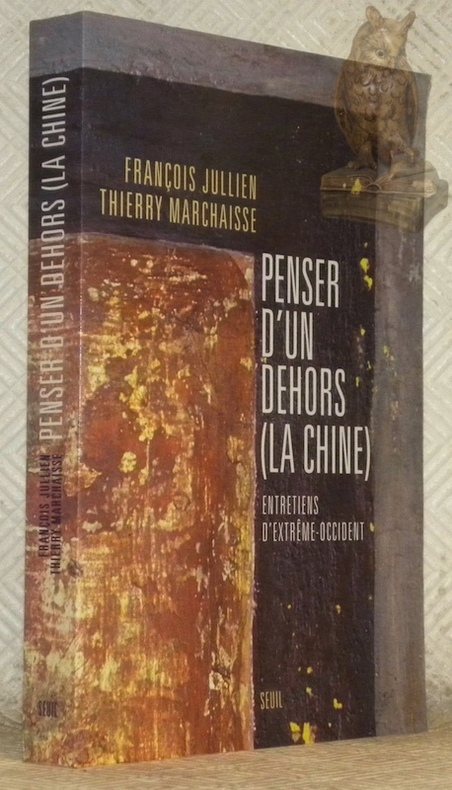 FRANÇOIS JULLIEN
THIERRY MARCHAISSE
PENSER
D'UN
DEHORS
(LA CHINE)
ENTRETIENS
D'EXTRÊME-OCCIDENT
SEUIL
FRANÇOIS JULLIEN
THIERRY MARCHAISSE
PENSER D'UN DEHORS (LA CHINE)
SEUIL